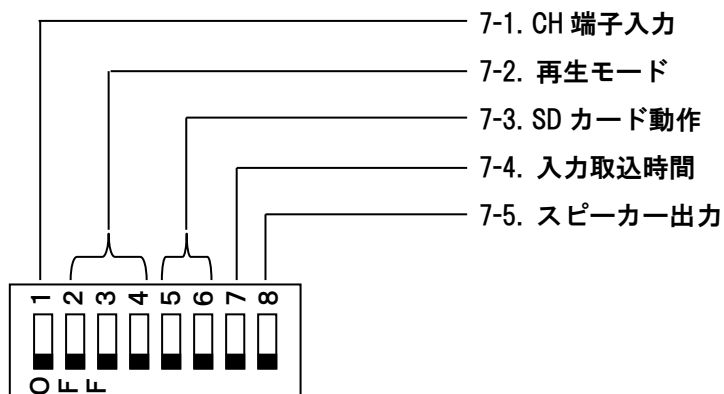 7-1. CH 端子入力
7-2. 再生モード
7-3. SD カード動作
7-4. 入力取込時間
7-5. スピーカー出力
1 2 3 4 5 6 7 8
OFF